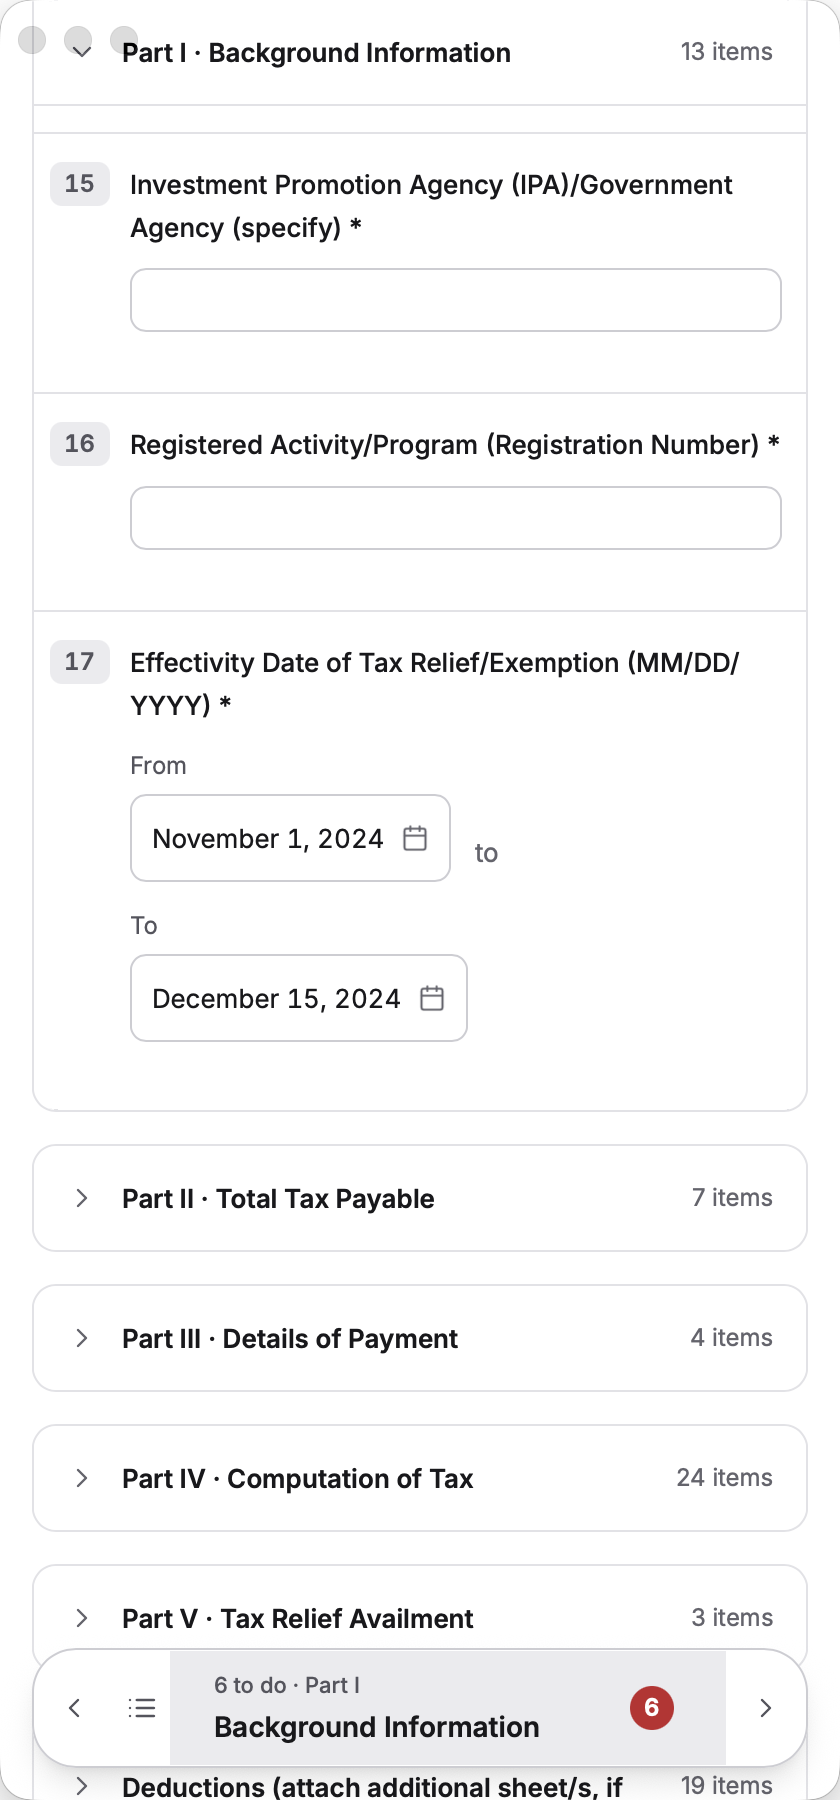 Part I · Background Information
13 items
15
Investment Promotion Agency (IPA)/Government
Agency (specify) *
16
Registered Activity/Program (Registration Number) *
17
Effectivity Date of Tax Relief/Exemption (MM/DD/
YYYY) *
From
November 1, 2024
to
To
December 15, 2024
Part II · Total Tax Payable
7 items
Part III · Details of Payment
4 items
Part IV · Computation of Tax
24 items
Part V · Tax Relief Availment
3 items
6 to do · Part I
Background Information
6
Deductions (attach additional sheet/s, if
19 items